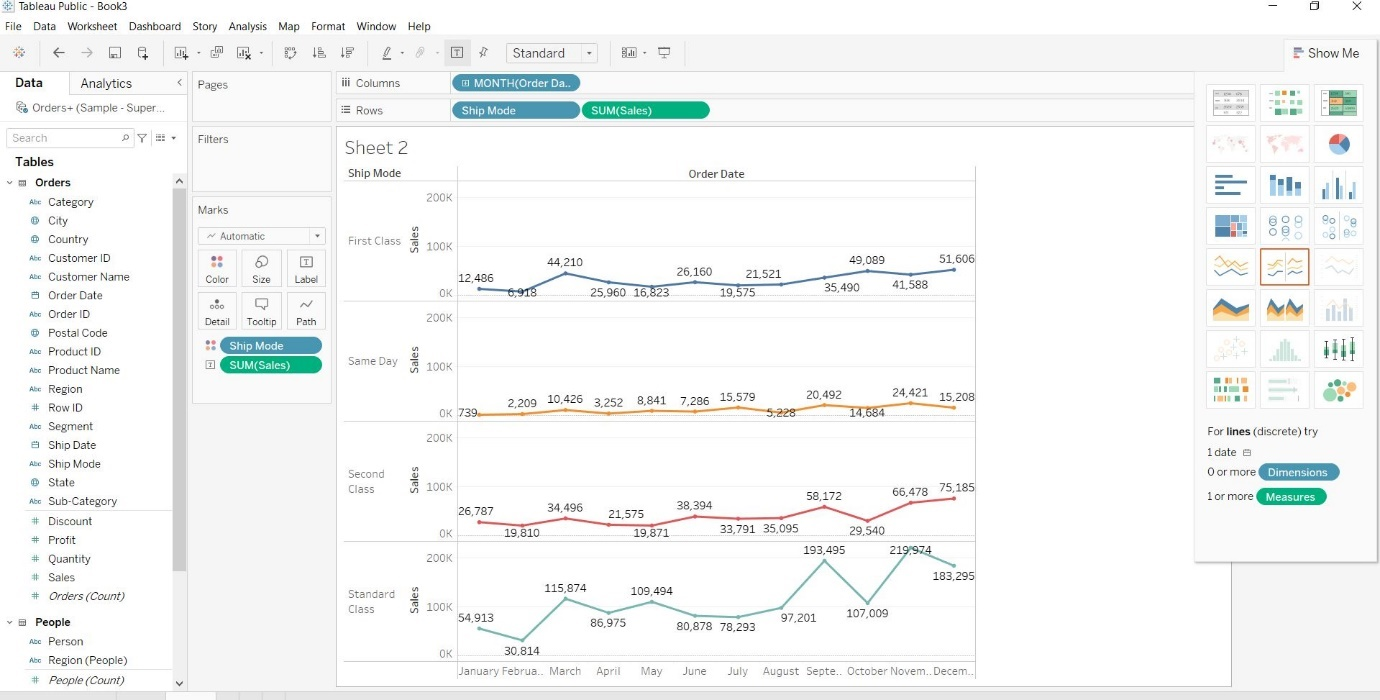 Tableau Public - Book3
File Data Worksheet Dashboard Story Analysis Map Format Window Help
Standard
Show Me
Data Analytics
Orders+ (Sample - Super...
Search
Tables
Orders
Abc Category
City
Country
Abc Customer ID
Abc Customer Name
Order Date
Abc Order ID
Postal Code
Abc Product ID
Abc Product Name
Abc Region
# Row ID
Abc Segment
Ship Date
Abc Ship Mode
State
Abc Sub-Category
# Discount
# Profit
# Quantity
# Sales
# Orders (Count)
People
Abc Person
Abc Region (People)
# People (Count)
Pages
Filters
Marks
Automatic
Color Size Label
Detail Tooltip Path
Ship Mode
SUM(Sales)
Columns MONTH(Order Da..
Rows Ship Mode SUM(Sales)
Sheet 2
Ship Mode Order Date
First Class
Sales
200K
100K
0K
12,486 6,918 44,210 25,960 16,823 26,160 19,575 21,521 35,490 49,089 41,588 51,606
Same Day
Sales
200K
100K
0K
739 2,209 10,426 3,252 8,841 7,286 15,579 5,228 20,492 14,684 24,421 15,208
Second
Class
Sales
200K
100K
0K
26,787 19,810 34,496 21,575 19,871 38,394 33,791 35,095 58,172 29,540 66,478 75,185
Standard
Class
Sales
200K
100K
0K
54,913 30,814 115,874 86,975 109,494 80,878 78,293 97,201 193,495 107,009 219,974 183,295
January Februa.. March April May June July August Septe.. October Novem.. Decem..
For lines (discrete) try
1 date
0 or more Dimensions
1 or more Measures